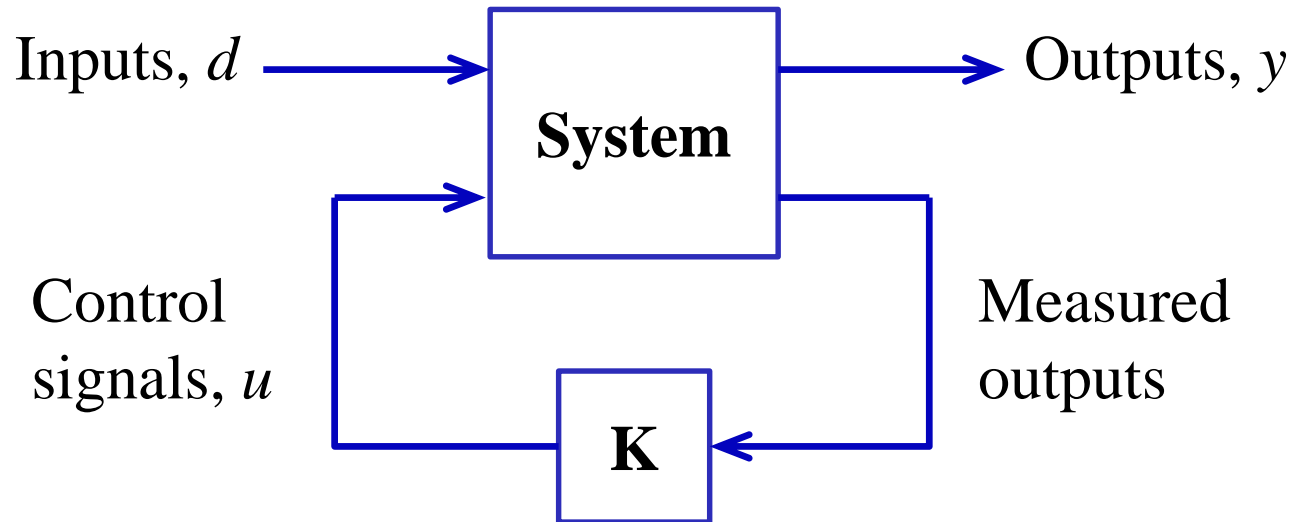 Inputs, d
Outputs, y
System
Control
signals, u
Measured
outputs
K